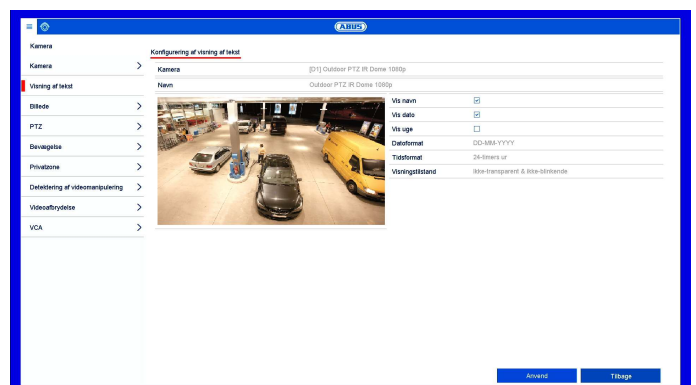 ABUS
Kamera
Kamera
Visning af tekst
Billede
PTZ
Bevægelse
Privatzone
Detektering af videomanipulering
Videoafbrydelse
VCA
Konfigurering af visning af tekst
Kamera [D1] Outdoor PTZ IR Dome 1080p
Navn Outdoor PTZ IR Dome 1080p
Vis navn
Vis dato
Vis uge
Datoformat DD-MM-YYYY
Tidsformat 24-timers ur
Visningstilstand Ikke-transparent & ikke-blinkende
Anvend Tilbage